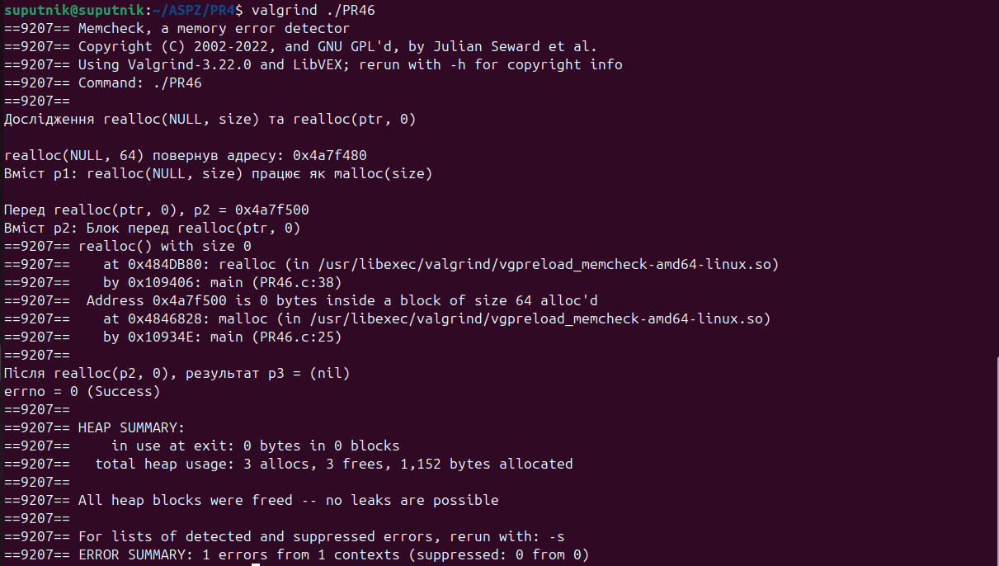 suputnik@suputnik:~/ASPZ/PR4$ valgrind ./PR46
==9207== Memcheck, a memory error detector
==9207== Copyright (C) 2002-2022, and GNU GPL'd, by Julian Seward et al.
==9207== Using Valgrind-3.22.0 and LibVEX; rerun with -h for copyright info
==9207== Command: ./PR46
==9207==
Дослідження realloc(NULL, size) та realloc(ptr, 0)
realloc(NULL, 64) повернув адресу: 0x4a7f480
Вміст p1: realloc(NULL, size) працює як malloc(size)
Перед realloc(ptr, 0), p2 = 0x4a7f500
Вміст p2: Блок перед realloc(ptr, 0)
==9207== realloc() with size 0
==9207==    at 0x484DB80: realloc (in /usr/libexec/valgrind/vgpreload_memcheck-amd64-linux.so)
==9207==    by 0x109406: main (PR46.c:38)
==9207==  Address 0x4a7f500 is 0 bytes inside a block of size 64 alloc'd
==9207==    at 0x4846828: malloc (in /usr/libexec/valgrind/vgpreload_memcheck-amd64-linux.so)
==9207==    by 0x10934E: main (PR46.c:25)
==9207==
Після realloc(p2, 0), результат p3 = (nil)
errno = 0 (Success)
==9207==
==9207== HEAP SUMMARY:
==9207==     in use at exit: 0 bytes in 0 blocks
==9207==   total heap usage: 3 allocs, 3 frees, 1,152 bytes allocated
==9207==
==9207== All heap blocks were freed -- no leaks are possible
==9207==
==9207== For lists of detected and suppressed errors, rerun with: -s
==9207== ERROR SUMMARY: 1 errors from 1 contexts (suppressed: 0 from 0)